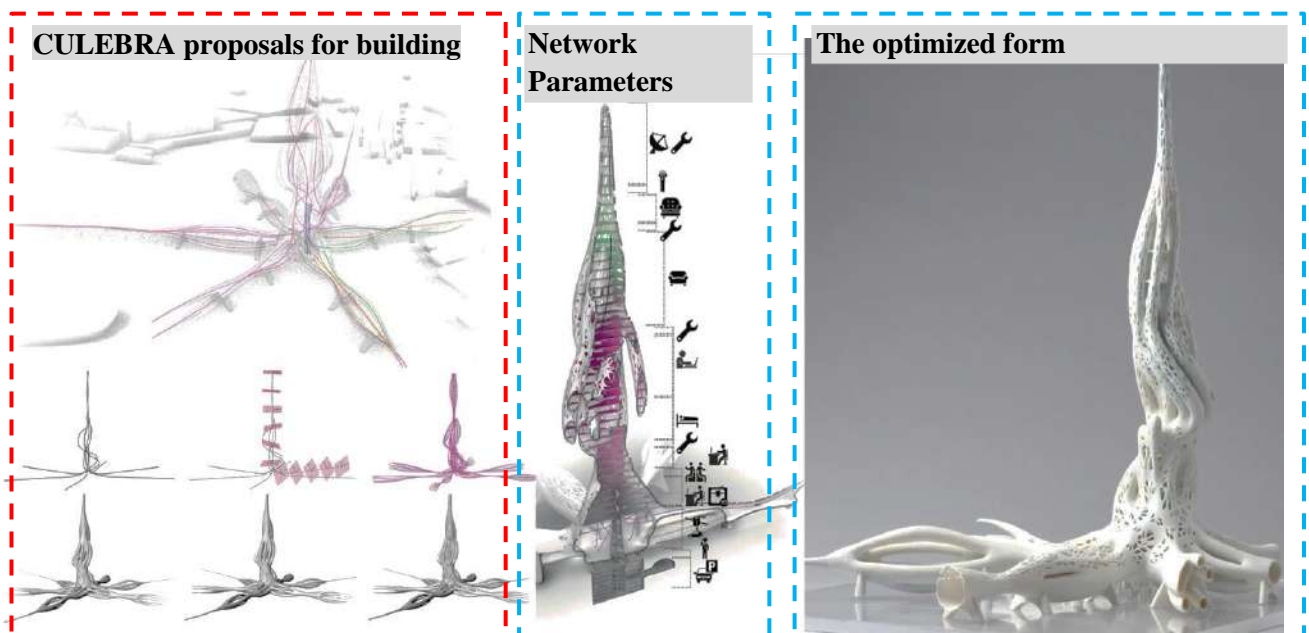 CULEBRA proposals for building
Network
Parameters
The optimized form
P